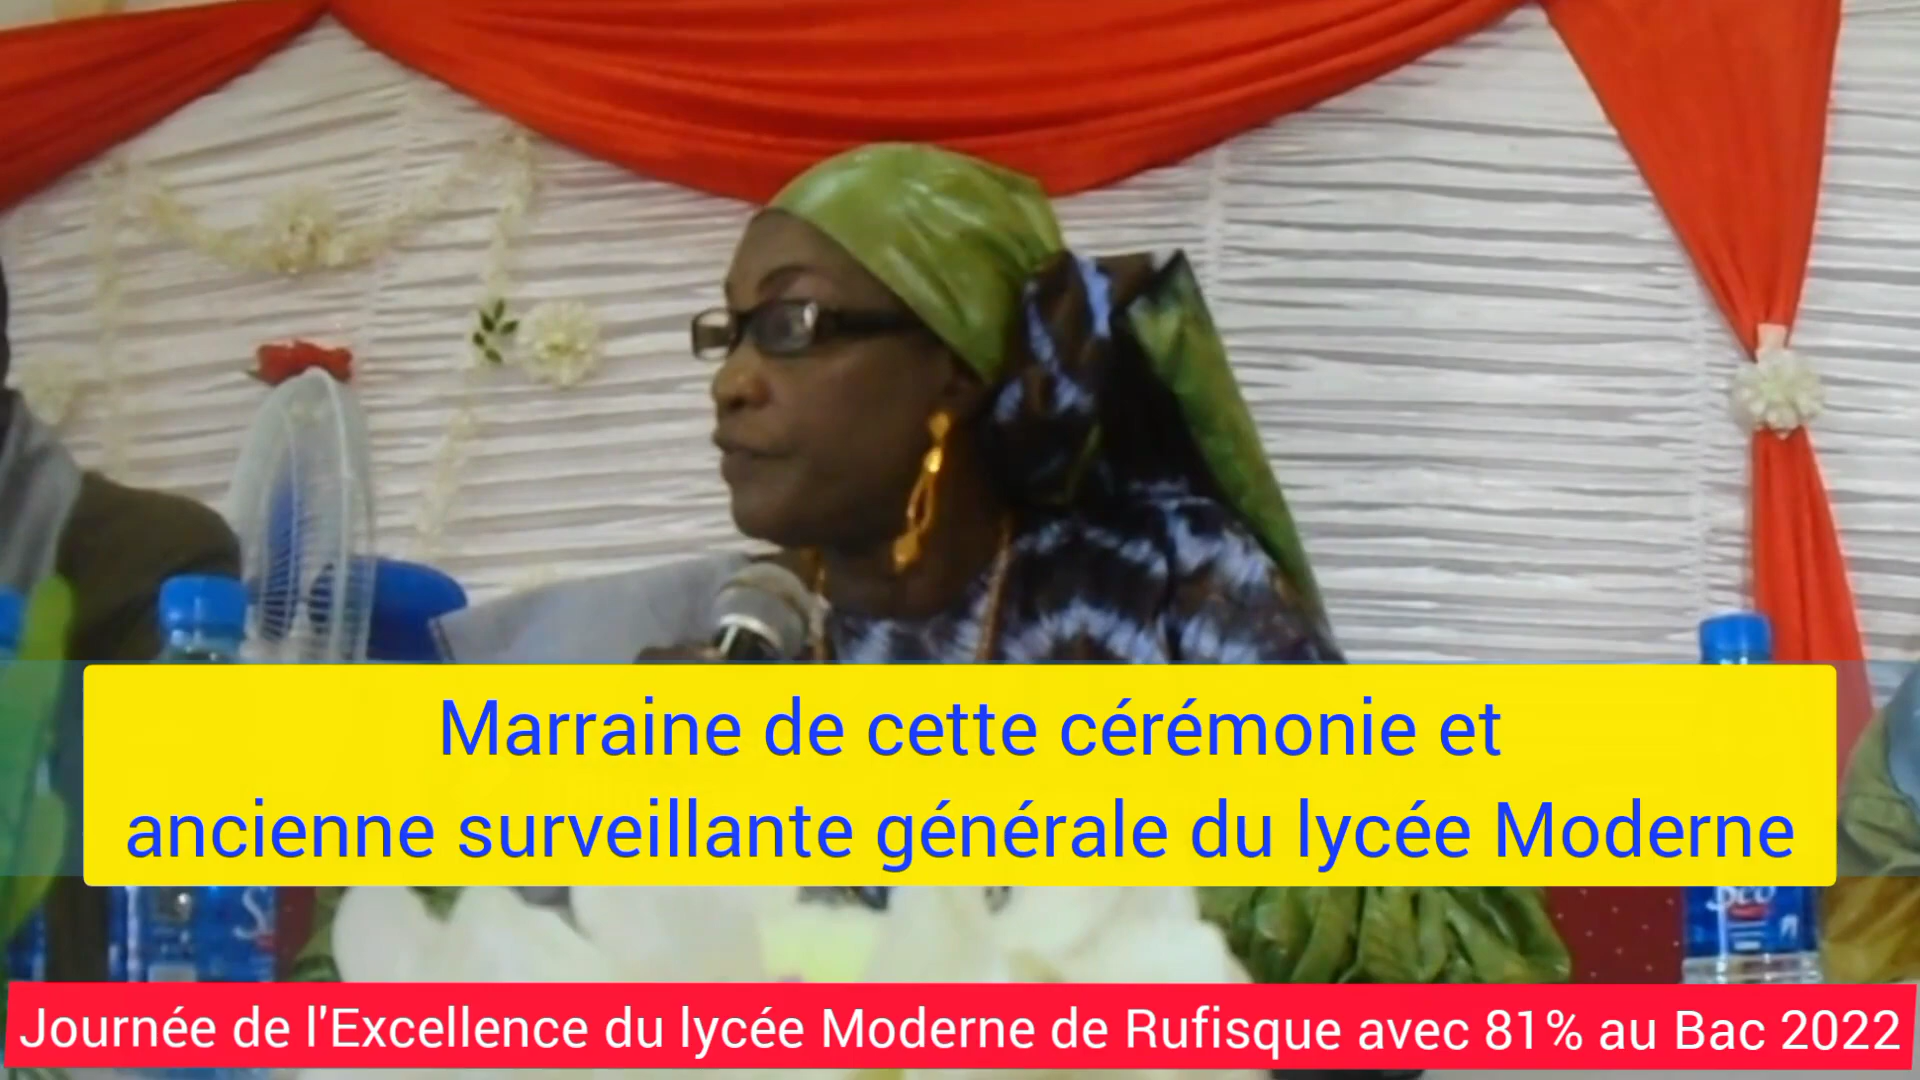 Marraine de cette cérémonie et
ancienne surveillante générale du lycée Moderne
Séo
Journée de l'Excellence du lycée Moderne de Rufisque avec 81% au Bac 2022